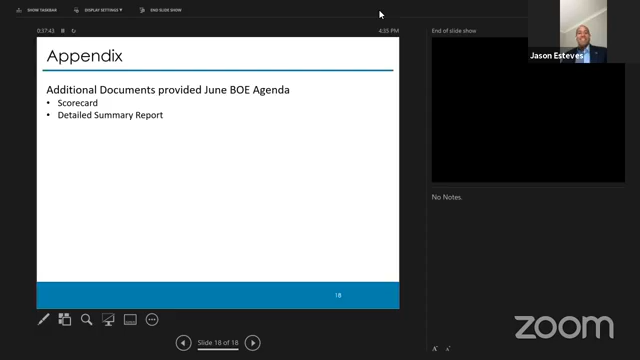 SHOW TASKBAR
DISPLAY SETTINGS ▾
END SLIDE SHOW
0:37:43
4:35 PM
End of slide show
Jason Esteves
Appendix
Additional Documents provided June BOE Agenda
• Scorecard
• Detailed Summary Report
No Notes.
18
Slide 18 of 18
A A
zoom